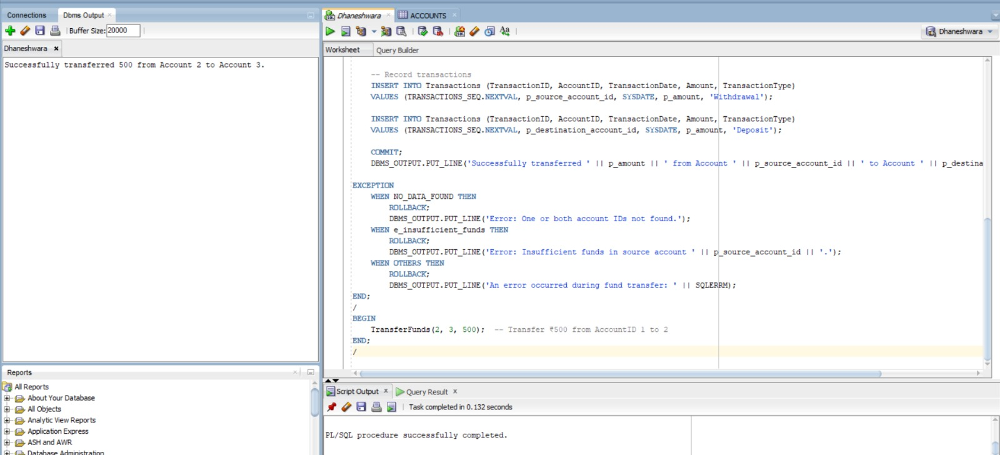 Connections
Dbms Output
Buffer Size: 20000
Dhaneshwara
Successfully transferred 500 from Account 2 to Account 3.
Reports
All Reports
About Your Database
All Objects
Analytic View Reports
Application Express
ASH and AWR
Database Administration
Dhaneshwara
ACCOUNTS
Dhaneshwara
Worksheet
Query Builder
-- Record transactions
INSERT INTO Transactions (TransactionID, AccountID, TransactionDate, Amount, TransactionType)
VALUES (TRANSACTIONS_SEQ.NEXTVAL, p_source_account_id, SYSDATE, p_amount, 'Withdrawal');
INSERT INTO Transactions (TransactionID, AccountID, TransactionDate, Amount, TransactionType)
VALUES (TRANSACTIONS_SEQ.NEXTVAL, p_destination_account_id, SYSDATE, p_amount, 'Deposit');
COMMIT;
DBMS_OUTPUT.PUT_LINE('Successfully transferred ' || p_amount || ' from Account ' || p_source_account_id || ' to Account ' || p_destina
EXCEPTION
WHEN NO_DATA_FOUND THEN
ROLLBACK;
DBMS_OUTPUT.PUT_LINE('Error: One or both account IDs not found.');
WHEN e_insufficient_funds THEN
ROLLBACK;
DBMS_OUTPUT.PUT_LINE('Error: Insufficient funds in source account ' || p_source_account_id || '.');
WHEN OTHERS THEN
ROLLBACK;
DBMS_OUTPUT.PUT_LINE('An error occurred during fund transfer: ' || SQLERRM);
END;
/
BEGIN
TransferFunds(2, 3, 500);  -- Transfer ₹500 from AccountID 1 to 2
END;
/
Script Output
Query Result
Task completed in 0.132 seconds
PL/SQL procedure successfully completed.